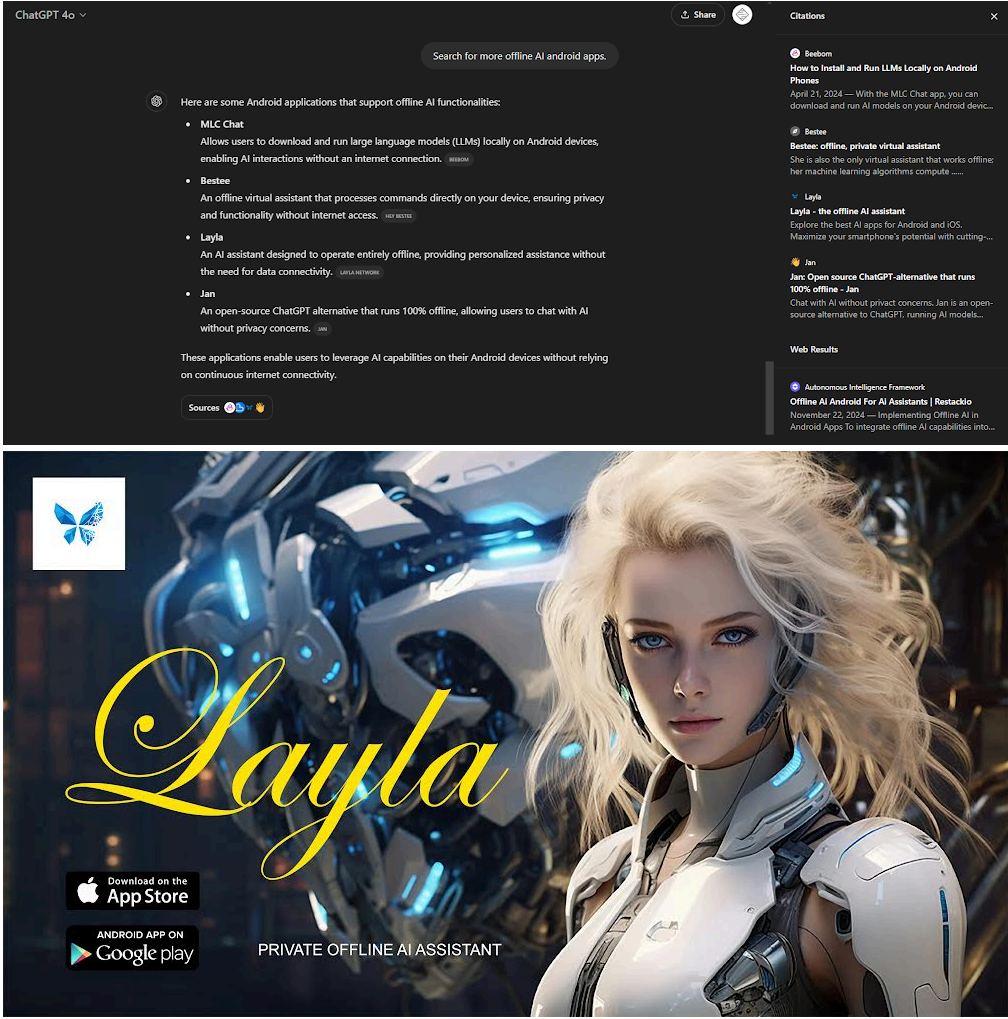 ChatGPT 4o
Share
Search for more offline AI android apps.
Here are some Android applications that support offline AI functionalities:
• MLC Chat
Allows users to download and run large language models (LLMs) locally on Android devices,
enabling AI interactions without an internet connection. BEEBOM
• Bestee
An offline virtual assistant that processes commands directly on your device, ensuring privacy
and functionality without internet access. HEY BESTEE
• Layla
An AI assistant designed to operate entirely offline, providing personalized assistance without
the need for data connectivity. LAYLA NETWORK
• Jan
An open-source ChatGPT alternative that runs 100% offline, allowing users to chat with AI
without privacy concerns. JAN
These applications enable users to leverage AI capabilities on their Android devices without relying
on continuous internet connectivity.
Sources
Citations
Beebom
How to Install and Run LLMs Locally on Android
Phones
April 21, 2024 — With the MLC Chat app, you can
download and run AI models on your Android devic...
Bestee
Bestee: offline, private virtual assistant
She is also the only virtual assistant that works offline;
her machine learning algorithms compute ......
Layla
Layla - the offline AI assistant
Explore the best AI apps for Android and iOS.
Maximize your smartphone's potential with cutting-...
Jan
Jan: Open source ChatGPT-alternative that runs
100% offline - Jan
Chat with AI without privact concerns. Jan is an open-
source alternative to ChatGPT, running AI models...
Web Results
Autonomous Intelligence Framework
Offline AI Android For AI Assistants | Restackio
November 22, 2024 — Implementing Offline AI in
Android Apps To integrate offline AI capabilities into...
Layla
Download on the
App Store
ANDROID APP ON
Google play
PRIVATE OFFLINE AI ASSISTANT